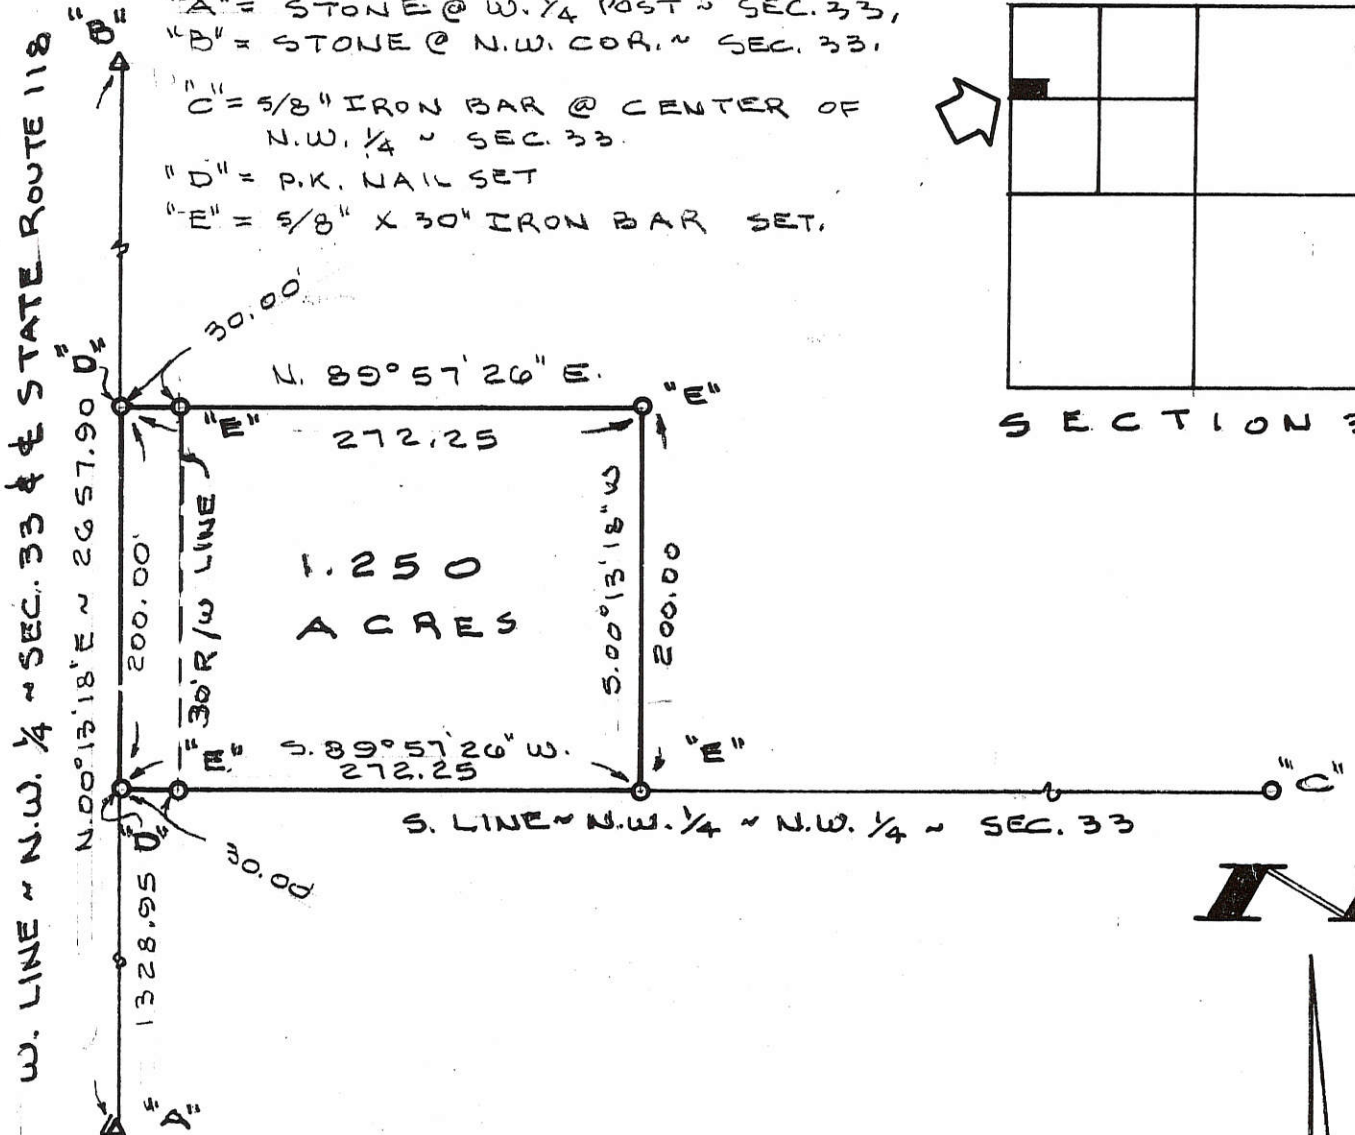 "A" = STONE @ W. 1/4 POST ~ SEC. 33,
"B" = STONE @ N.W. COR. ~ SEC. 33.
"C" = 5/8" IRON BAR @ CENTER OF
N.W. 1/4 ~ SEC. 33.
"D" = P.K. NAIL SET
"E" = 5/8" X 30" IRON BAR SET.
"B"
W. LINE ~ N.W. 1/4 ~ SEC. 33 & ℄ STATE ROUTE 118
N. 00° 13' 18" E ~ 2657.90
SECTION
30.00'
"D"
N. 89° 57' 26" E.
"E"
"E"
272.25
200.00'
30' R/W LINE
1.250
ACRES
S. 00° 13' 18" W
200.00
"E"
S. 89° 57' 26" W.
272.25
"E"
"C"
"D"
S. LINE ~ N.W. 1/4 ~ N.W. 1/4 ~ SEC. 33
30.00
1328.95
"A"